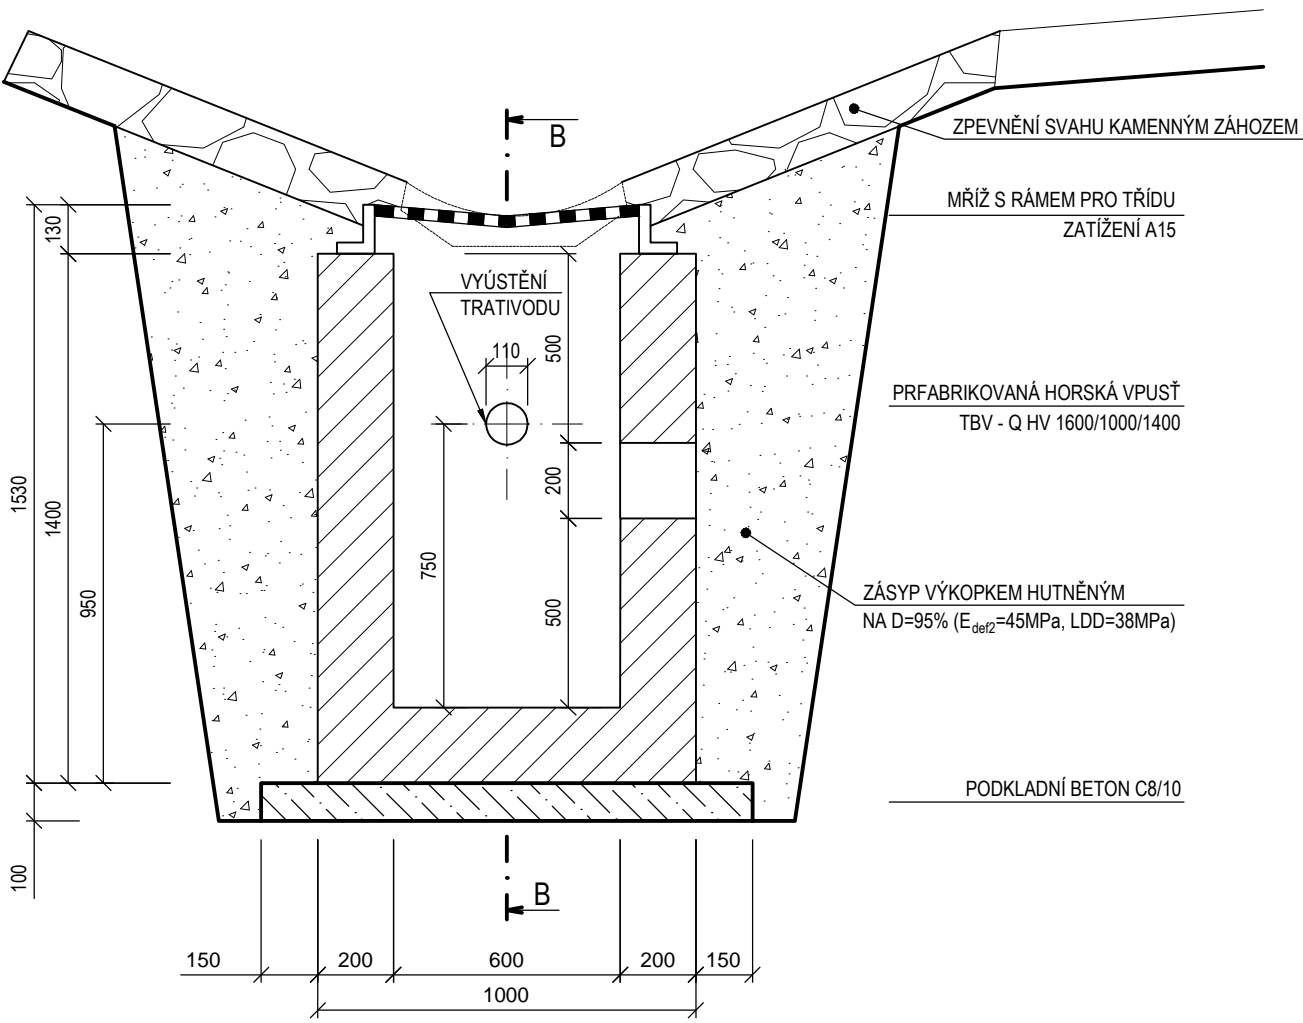 B
ZPEVNĚNÍ SVAHU KAMENNÝM ZÁHOZEM
MŘÍŽ S RÁMEM PRO TŘÍDU
ZATÍŽENÍ A15
130
VYÚSTĚNÍ
TRATIVODU
110
500
PRFABRIKOVANÁ HORSKÁ VPUSŤ
TBV - Q HV 1600/1000/1400
1530
1400
200
750
950
500
ZÁSYP VÝKOPKEM HUTNĚNÝM
NA D=95% (Edef2=45MPa, LDD=38MPa)
PODKLADNÍ BETON C8/10
100
B
150
200
600
200
150
1000